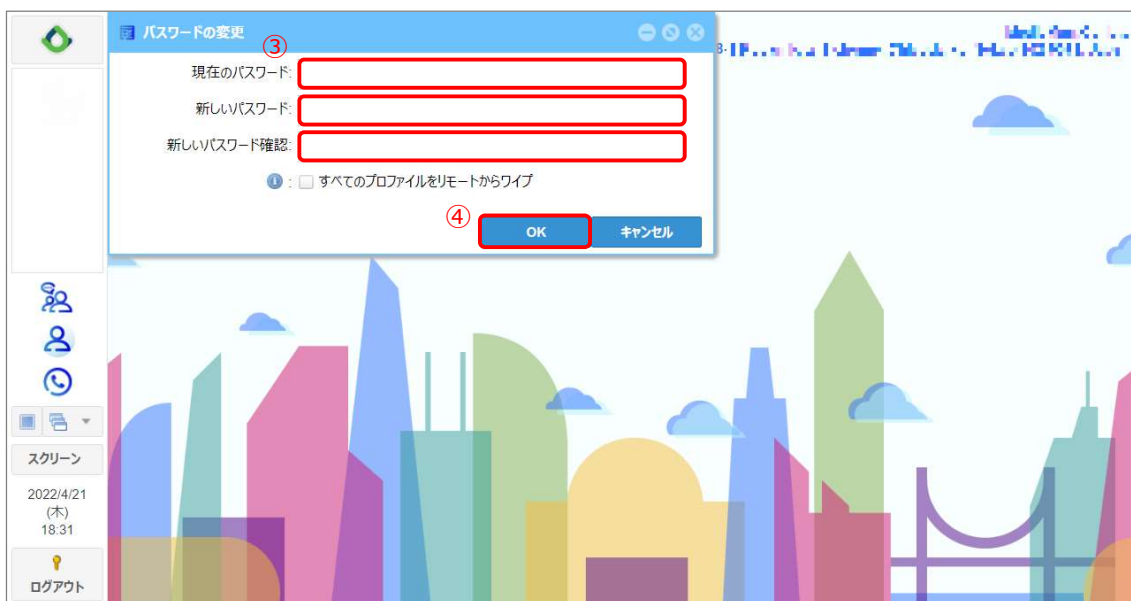 パスワードの変更
③
現在のパスワード:
新しいパスワード:
新しいパスワード確認:
: すべてのプロファイルをリモートからワイプ
④
OK
キャンセル
スクリーン
2022/4/21
(木)
18:31
ログアウト